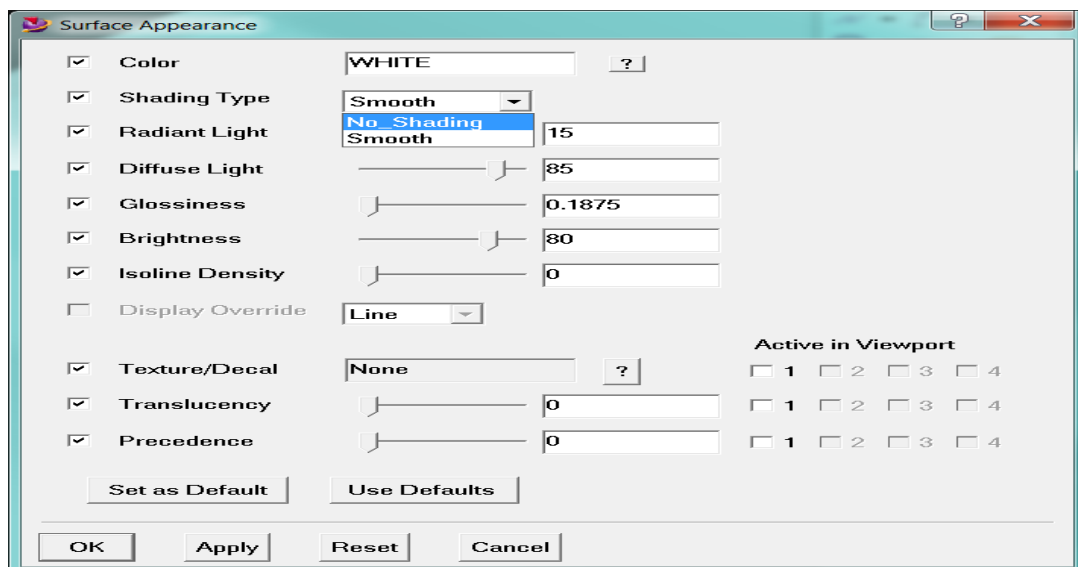 Surface Appearance
Color WHITE ?
Shading Type Smooth
No_Shading
Radiant Light Smooth 15
Diffuse Light 85
Glossiness 0.1875
Brightness 80
Isoline Density 0
Display Override Line
Active in Viewport
Texture/Decal None ? 1 2 3 4
Translucency 0 1 2 3 4
Precedence 0 1 2 3 4
Set as Default Use Defaults
OK Apply Reset Cancel